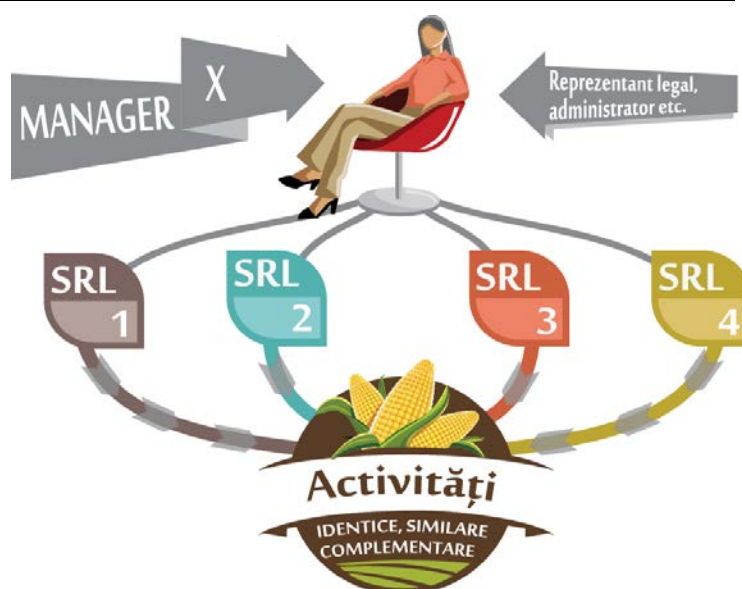 MANAGER X
Reprezentant legal,
administrator etc.
SRL
1
SRL
2
SRL
3
SRL
4
Activități
IDENTICE, SIMILARE
COMPLEMENTARE